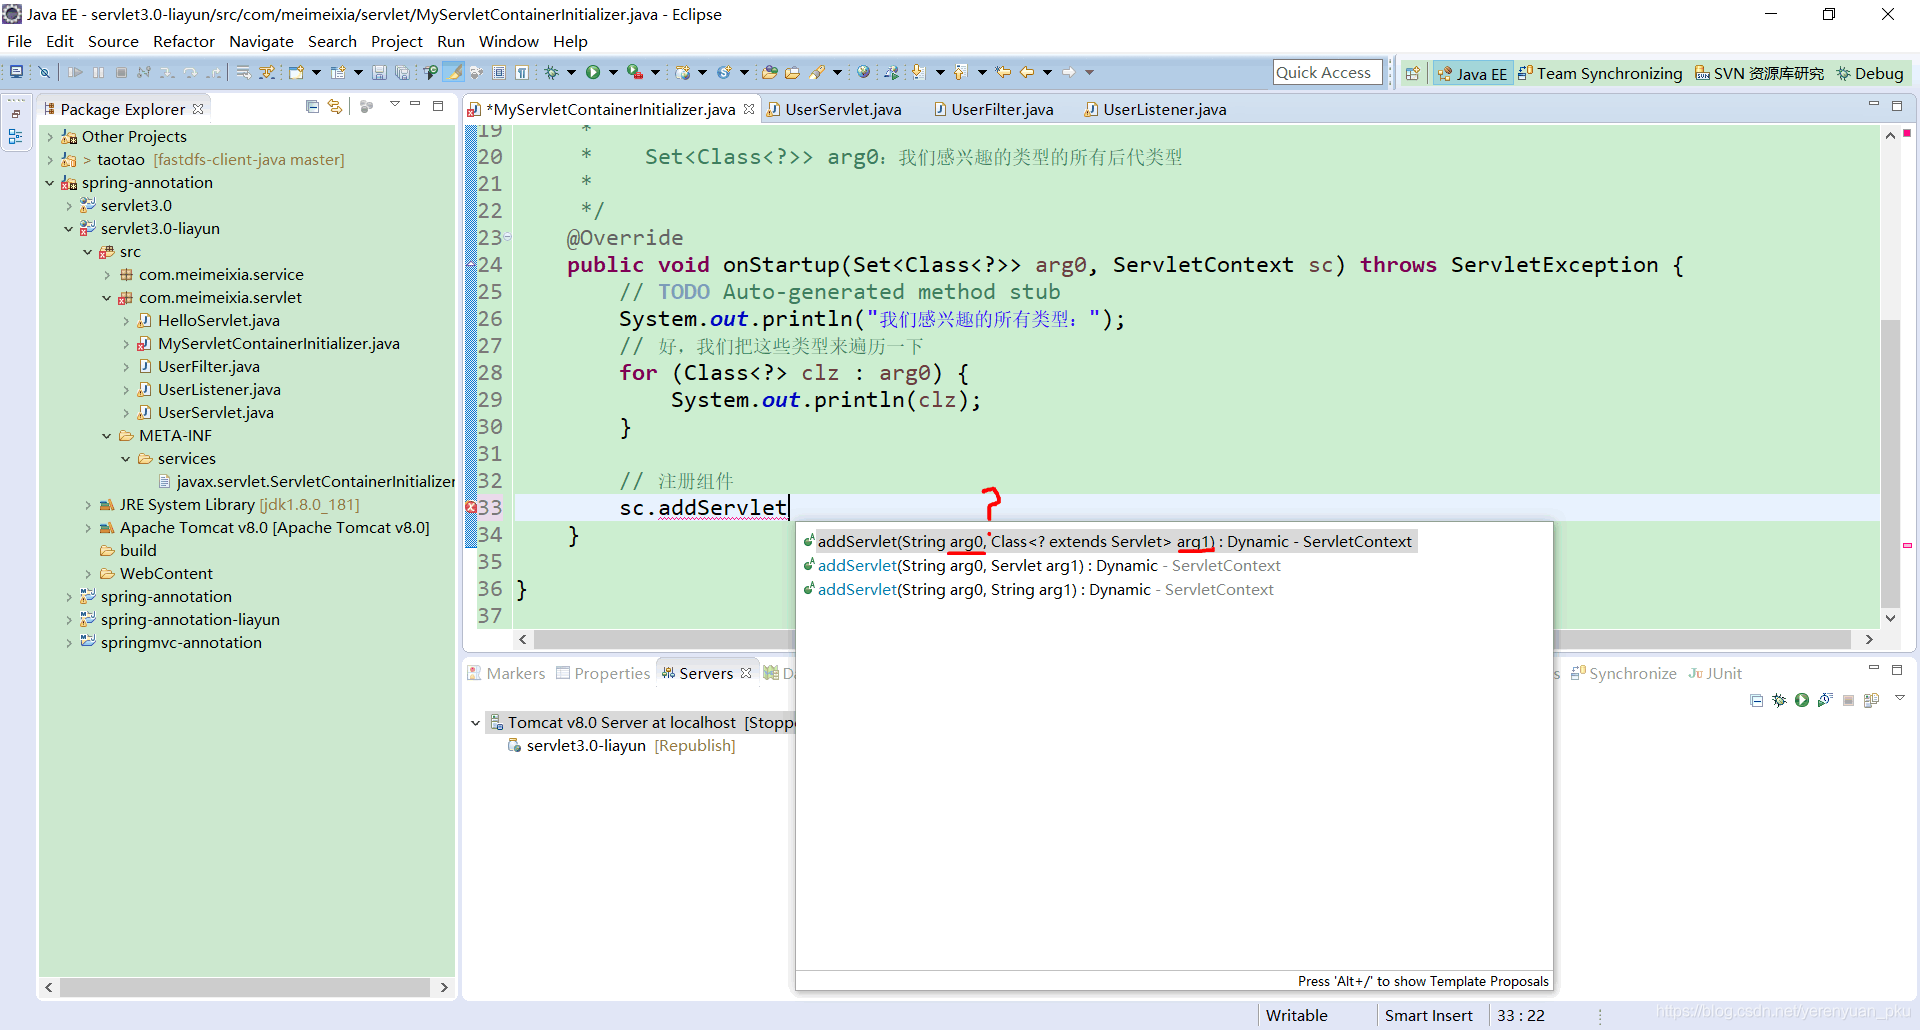 Java EE - servlet3.0-liayun/src/com/meimeixia/servlet/MyServletContainerInitializer.java - Eclipse
File Edit Source Refactor Navigate Search Project Run Window Help
Quick Access
Java EE
Team Synchronizing
SVN 资源库研究
Debug
Package Explorer
Other Projects
> taotao [fastdfs-client-java master]
spring-annotation
servlet3.0
servlet3.0-liayun
src
com.meimeixia.service
com.meimeixia.servlet
HelloServlet.java
MyServletContainerInitializer.java
UserFilter.java
UserListener.java
UserServlet.java
META-INF
services
javax.servlet.ServletContainerInitializer
JRE System Library [jdk1.8.0_181]
Apache Tomcat v8.0 [Apache Tomcat v8.0]
build
WebContent
spring-annotation
spring-annotation-liayun
springmvc-annotation
*MyServletContainerInitializer.java
UserServlet.java
UserFilter.java
UserListener.java
19 *
20 * Set<Class<?>> arg0：我们感兴趣的类型的所有后代类型
21 *
22 */
23 @Override
24 public void onStartup(Set<Class<?>> arg0, ServletContext sc) throws ServletException {
25 // TODO Auto-generated method stub
26 System.out.println("我们感兴趣的所有类型：");
27 // 好，我们把这些类型来遍历一下
28 for (Class<?> clz : arg0) {
29 System.out.println(clz);
30 }
31
32 // 注册组件
33 sc.addServlet
34 }
35
36 }
37
?
addServlet(String arg0, Class<? extends Servlet> arg1) : Dynamic - ServletContext
addServlet(String arg0, Servlet arg1) : Dynamic - ServletContext
addServlet(String arg0, String arg1) : Dynamic - ServletContext
Press 'Alt+/' to show Template Proposals
Markers
Properties
Servers
D
s
Synchronize
Ju JUnit
Tomcat v8.0 Server at localhost [Stopp
servlet3.0-liayun [Republish]
Writable
Smart Insert
33 : 22
https://blog.csdn.net/yerenyuan_pku